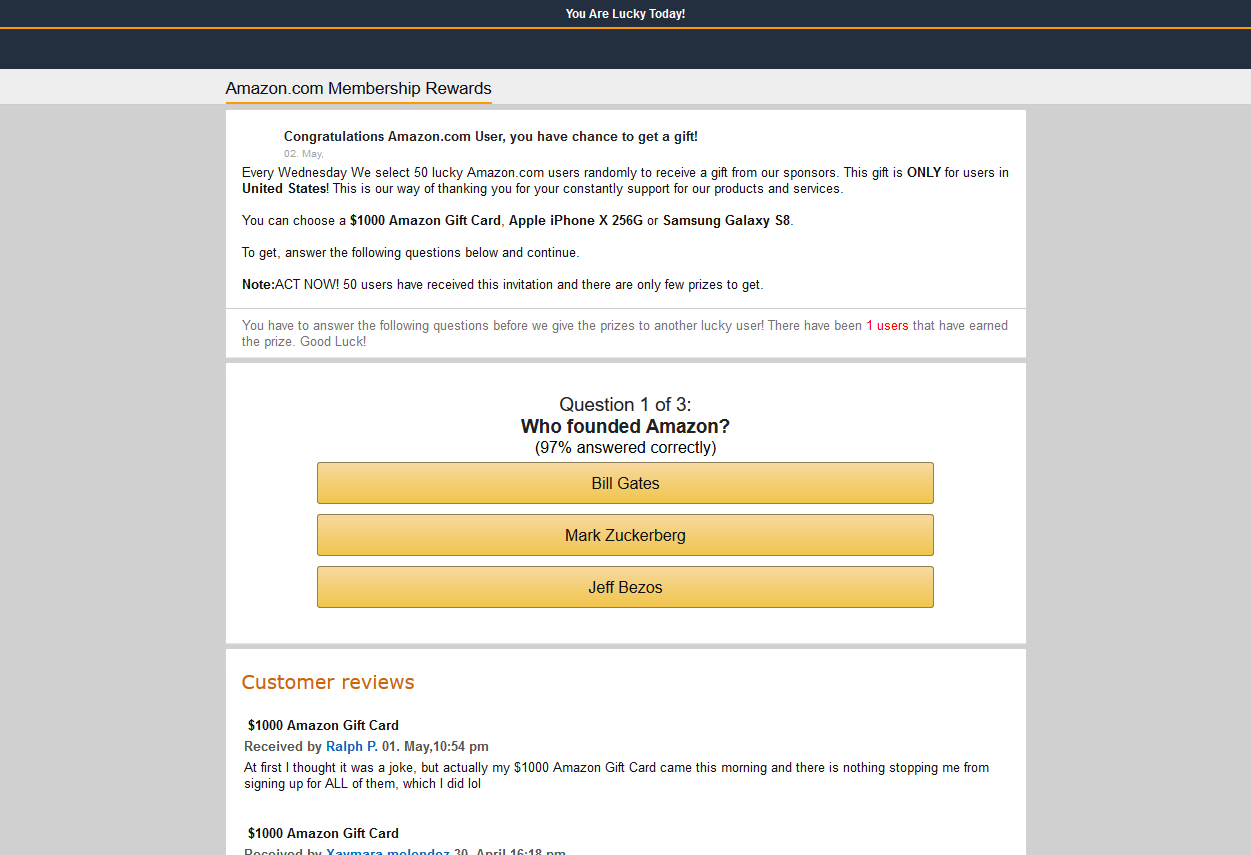 You Are Lucky Today!
Amazon.com Membership Rewards
Congratulations Amazon.com User, you have chance to get a gift!
02. May,
Every Wednesday We select 50 lucky Amazon.com users randomly to receive a gift from our sponsors. This gift is ONLY for users in
United States! This is our way of thanking you for your constantly support for our products and services.
You can choose a $1000 Amazon Gift Card, Apple iPhone X 256G or Samsung Galaxy S8.
To get, answer the following questions below and continue.
Note:ACT NOW! 50 users have received this invitation and there are only few prizes to get.
You have to answer the following questions before we give the prizes to another lucky user! There have been 1 users that have earned
the prize. Good Luck!
Question 1 of 3:
Who founded Amazon?
(97% answered correctly)
Bill Gates
Mark Zuckerberg
Jeff Bezos
Customer reviews
$1000 Amazon Gift Card
Received by Ralph P. 01. May,10:54 pm
At first I thought it was a joke, but actually my $1000 Amazon Gift Card came this morning and there is nothing stopping me from
signing up for ALL of them, which I did lol
$1000 Amazon Gift Card
Received by Xaymara melendez 30. April,16:18 pm